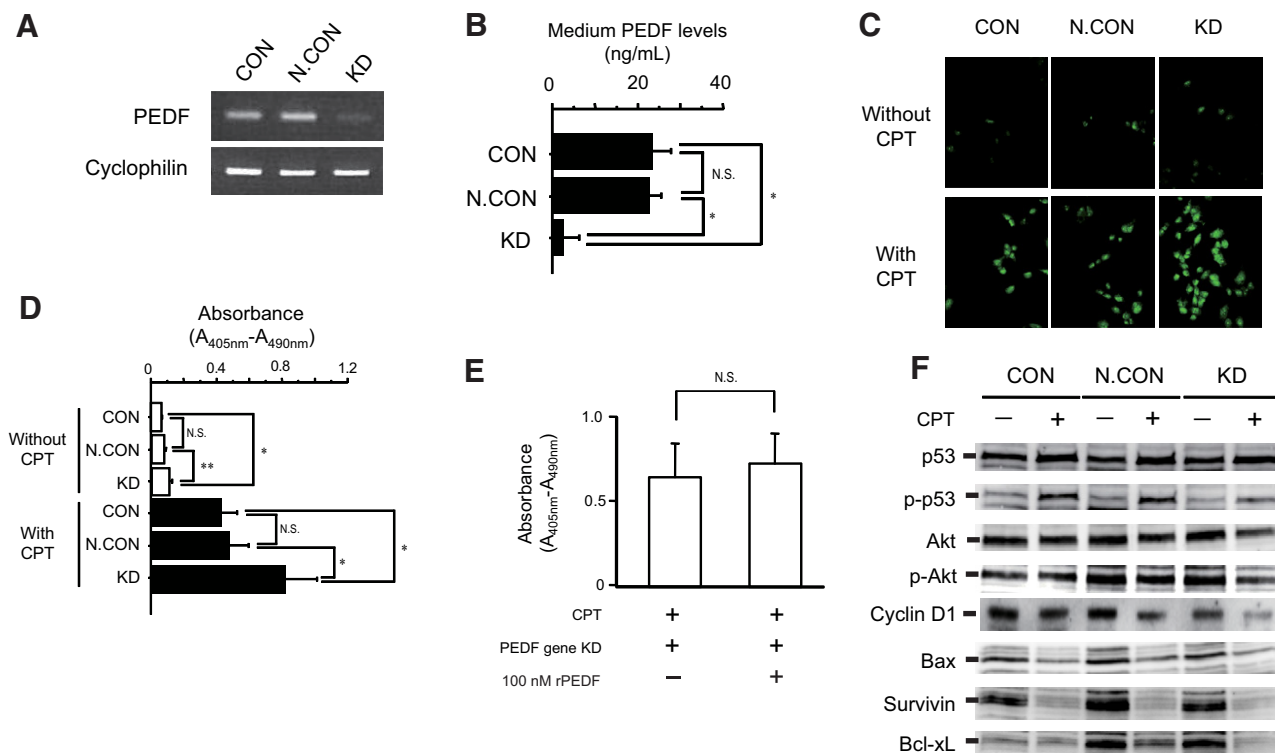 A
CON N.CON KD
PEDF
Cyclophilin
B
Medium PEDF levels
(ng/mL)
0 20 40
CON
N.CON
KD
N.S.
*
*
C
CON N.CON KD
Without
CPT
With
CPT
D
Absorbance
(A405nm-A490nm)
0 0.4 0.8 1.2
Without
CPT
CON
N.CON
KD
N.S.
**
*
With
CPT
CON
N.CON
KD
N.S.
*
*
E
N.S.
Absorbance
(A405nm-A490nm)
1.0
0.5
0
CPT + +
PEDF gene KD + +
100 nM rPEDF − +
F
CON N.CON KD
CPT − + − + − +
p53
p-p53
Akt
p-Akt
Cyclin D1
Bax
Survivin
Bcl-xL